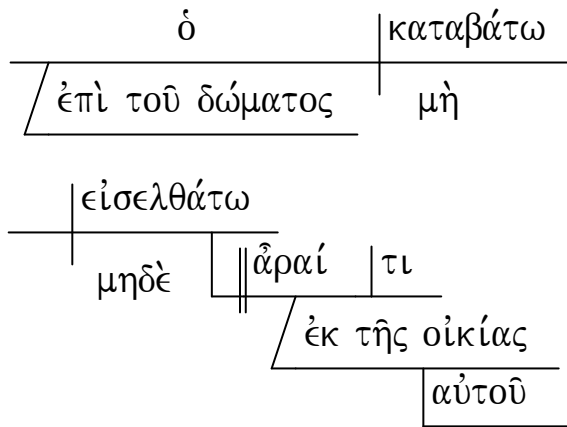 ὁ καταβάτω
ἐπὶ τοῦ δώματος μὴ
εἰσελθάτω
μηδὲ ἆραί τι
ἐκ τῆς οἰκίας
αὐτοῦ